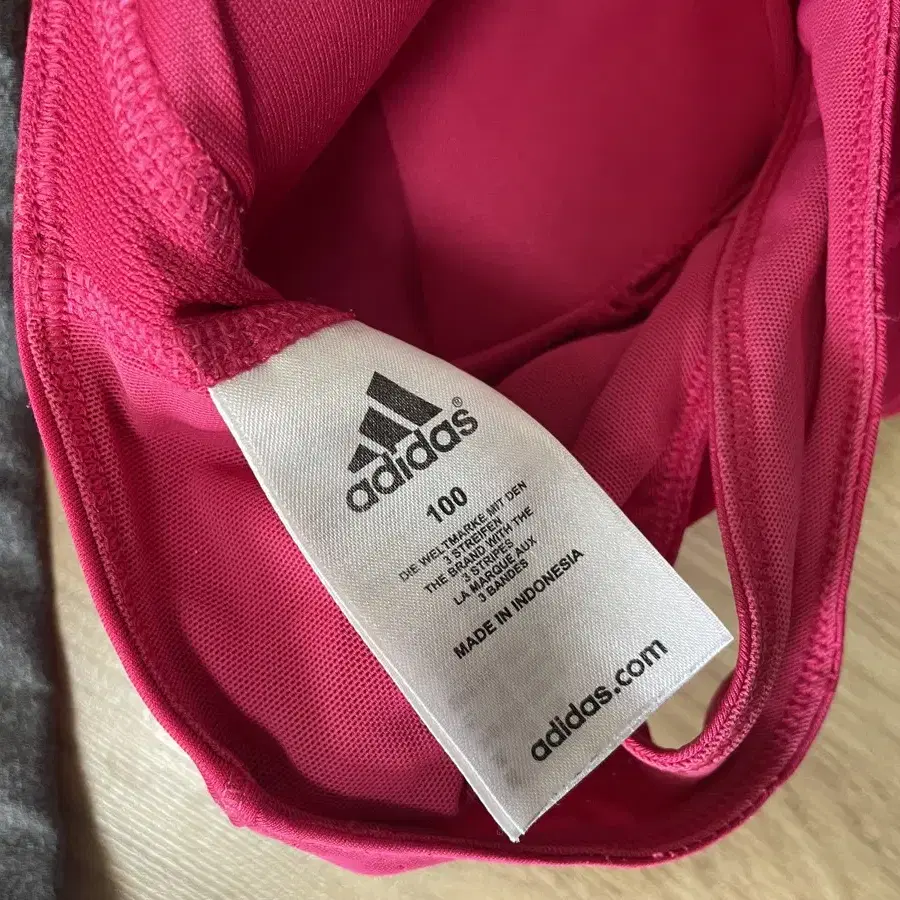 adidas®
100
DIE WELTMARKE MIT DEN
3 STREIFEN
THE BRAND WITH THE
3 STRIPES
LA MARQUE AUX
3 BANDES
MADE IN INDONESIA
adidas.com